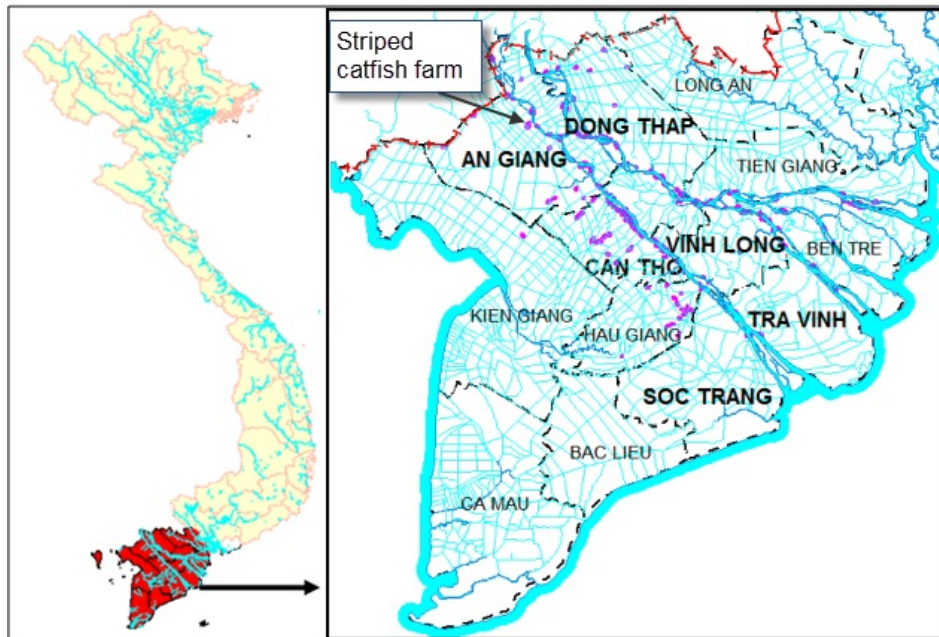 Striped
catfish farm
LONG AN
DONG THAP
AN GIANG
TIEN GIANG
VINH LONG
BEN TRE
CAN THO
KIEN GIANG
HAU GIANG
TRA VINH
SOC TRANG
BAC LIEU
CA MAU